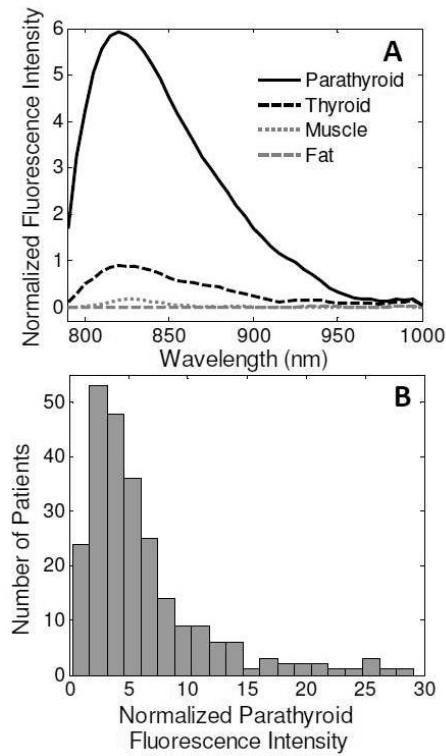 A
Normalized Fluorescence Intensity
6
5
4
3
2
1
0
Parathyroid
Thyroid
Muscle
Fat
800 850 900 950 1000
Wavelength (nm)
B
Number of Patients
50
40
30
20
10
0
0 5 10 15 20 25 30
Normalized Parathyroid
Fluorescence Intensity